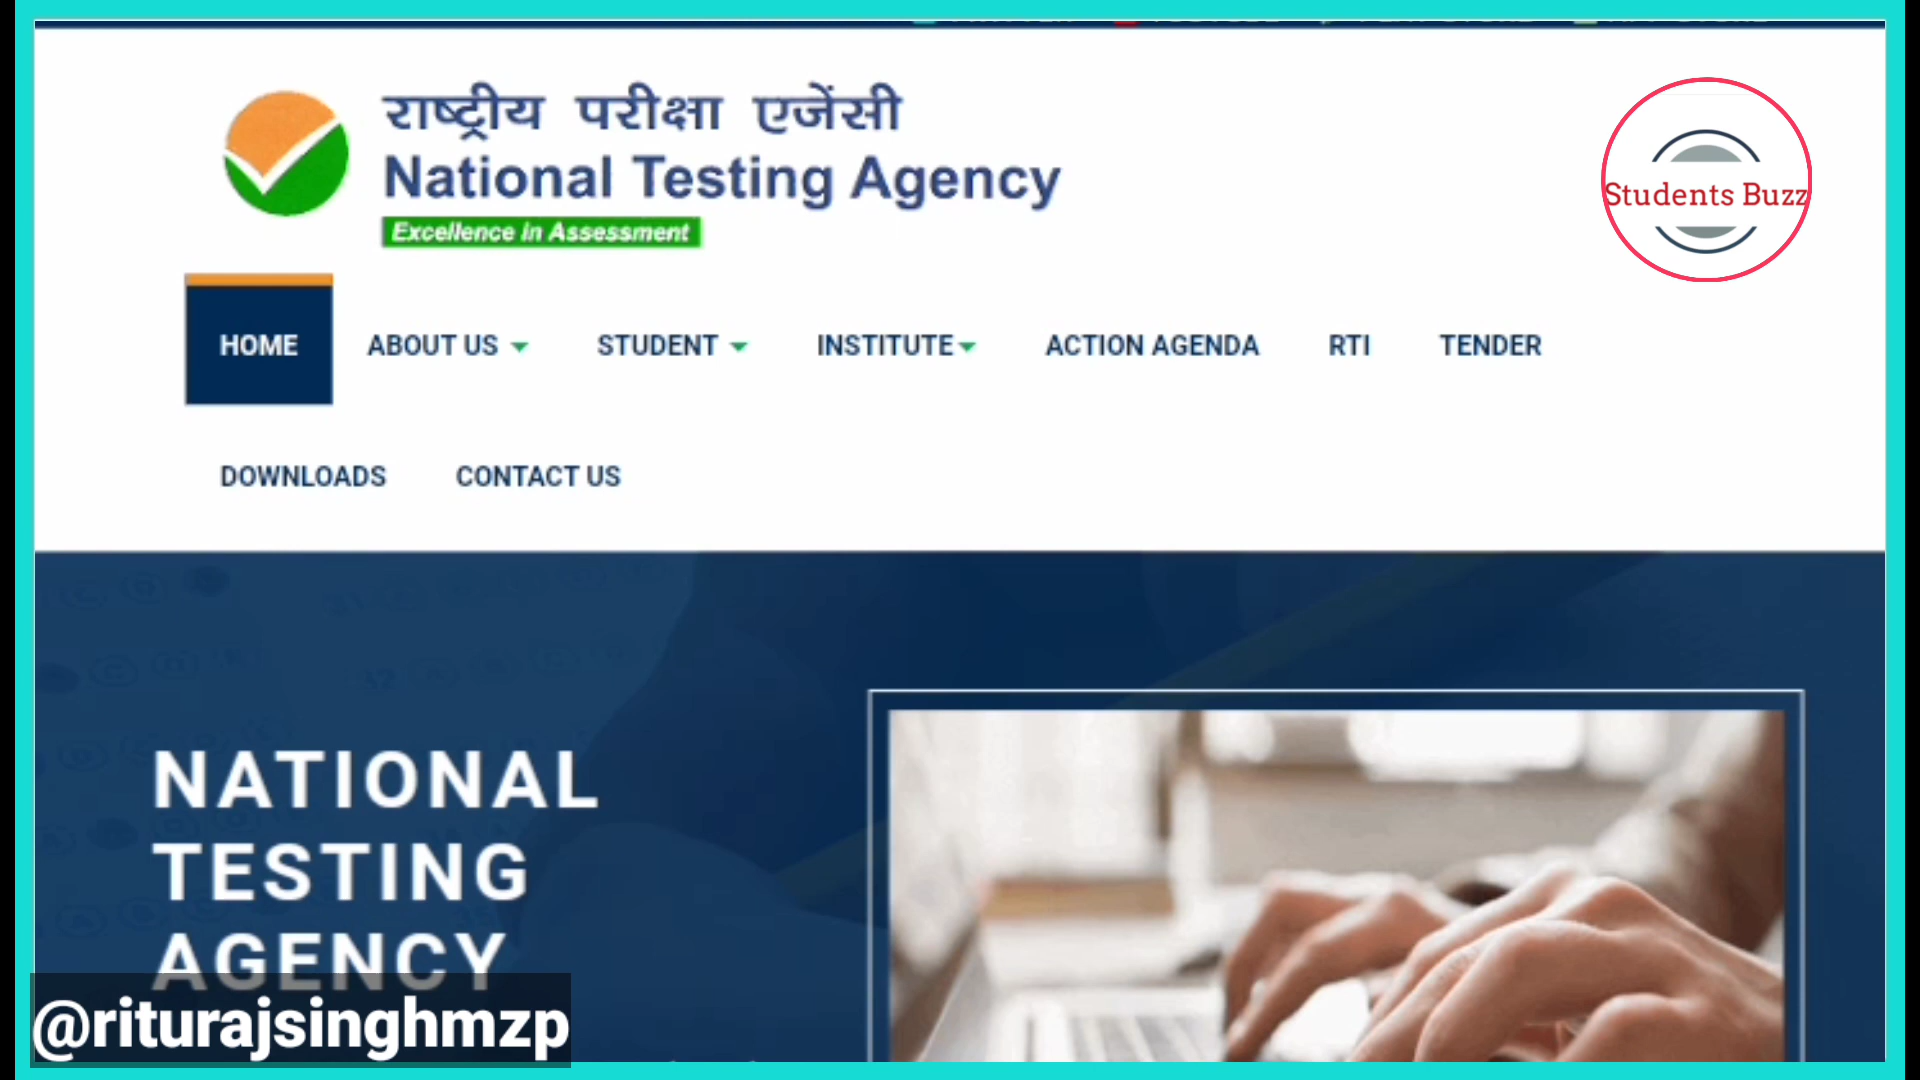 राष्ट्रीय परीक्षा एजेंसी
National Testing Agency
Excellence in Assessment
Students Buzz
HOME ABOUT US STUDENT INSTITUTE ACTION AGENDA RTI TENDER
DOWNLOADS CONTACT US
NATIONAL
TESTING
AGENCY
@riturajsinghmzp